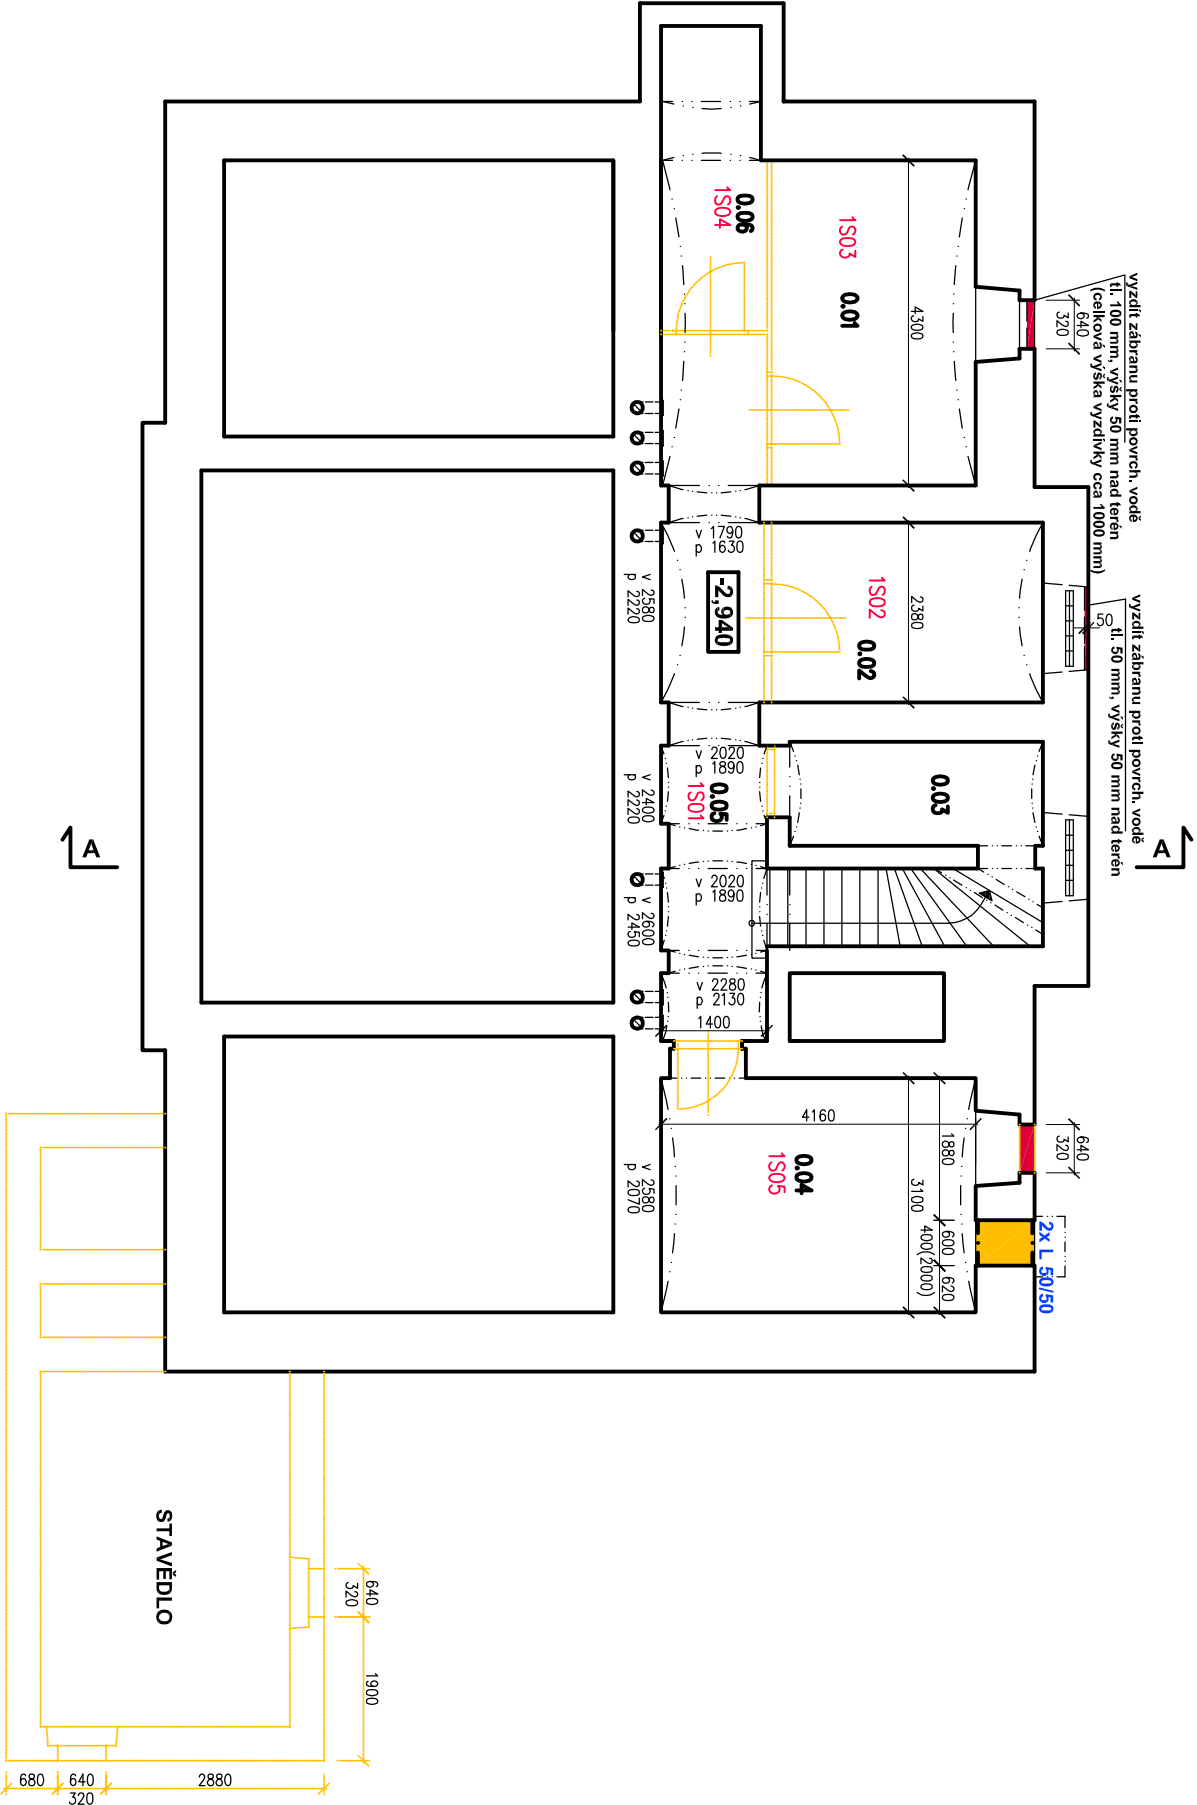 vyzdít zábranu proti povrch. vodě
tl. 100 mm, výšky 50 mm nad terén
(celková výška vyzdívky cca 1000 mm)
640
320
vyzdít zábranu proti povrch. vodě
tl. 50 mm, výšky 50 mm nad terén
50
0.06
1S04
1S03
0.01
4300
v 1790
p 1630
-2,940
v 2580
p 2220
1S02
0.02
2380
0.03
v 2020
p 1890
0.05
1S01
v 2400
p 2220
A
A
v 2020
p 1890
v 2600
p 2450
v 2280
p 2130
1400
4160
0.04
1S05
v 2580
p 2070
1880
3100
600
400(2000)
620
640
320
2x L 50/50
STAVĚDLO
640
320
1900
680
640
320
2880